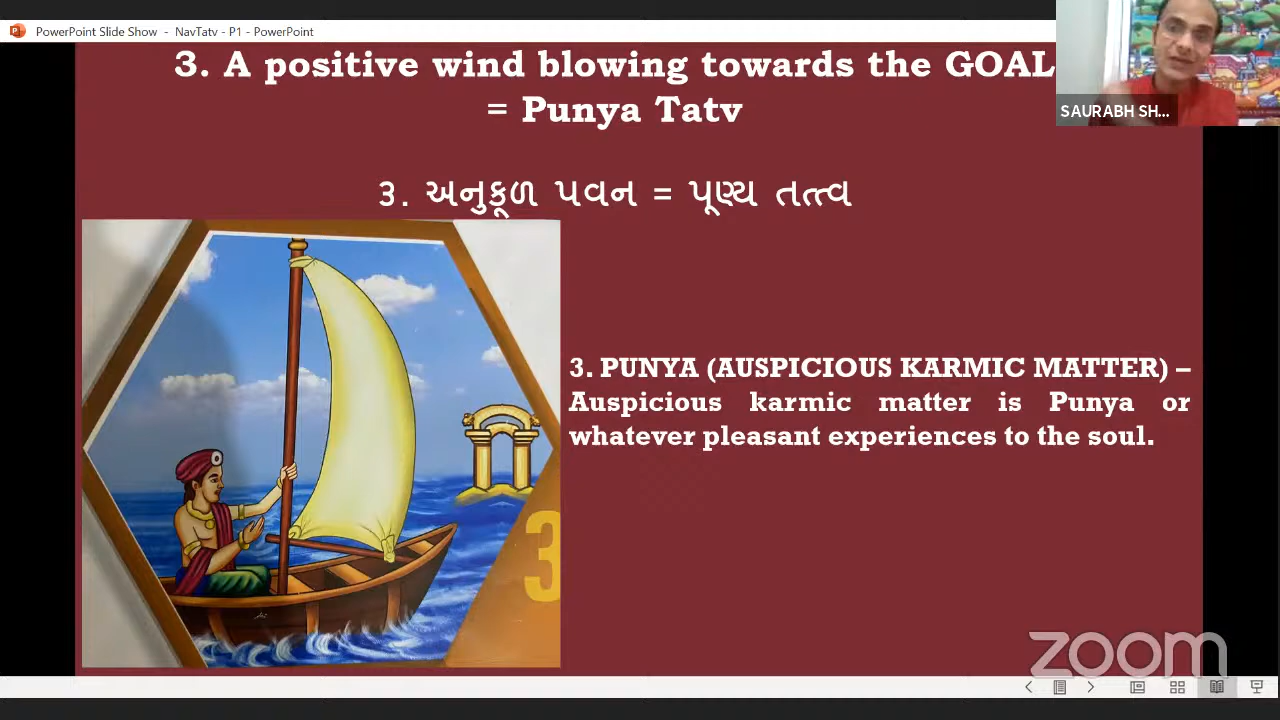 PowerPoint Slide Show - NavTatv - P1 - PowerPoint
3. A positive wind blowing towards the GOAL
= Punya Tatv
SAURABH SH...
૩. અનુકૂળ પવન = પૂણ્ય તત્ત્વ
3. PUNYA (AUSPICIOUS KARMIC MATTER) –
Auspicious karmic matter is Punya or
whatever pleasant experiences to the soul.
3
zoom